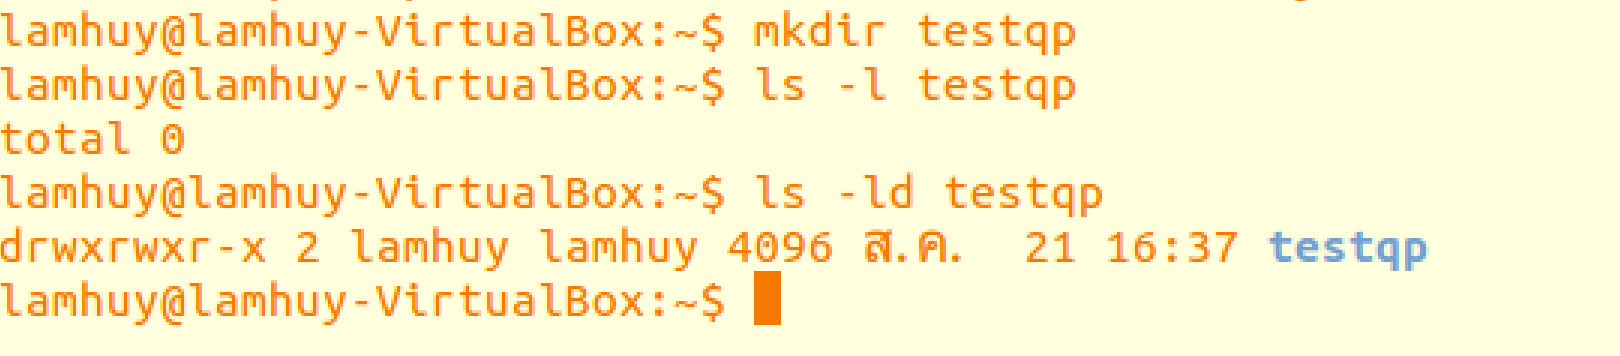 lamhuy@lamhuy-VirtualBox:~$ mkdir testqp
lamhuy@lamhuy-VirtualBox:~$ ls -l testqp
total 0
lamhuy@lamhuy-VirtualBox:~$ ls -ld testqp
drwxrwxr-x 2 lamhuy lamhuy 4096 ส.ค.  21 16:37 testqp
lamhuy@lamhuy-VirtualBox:~$